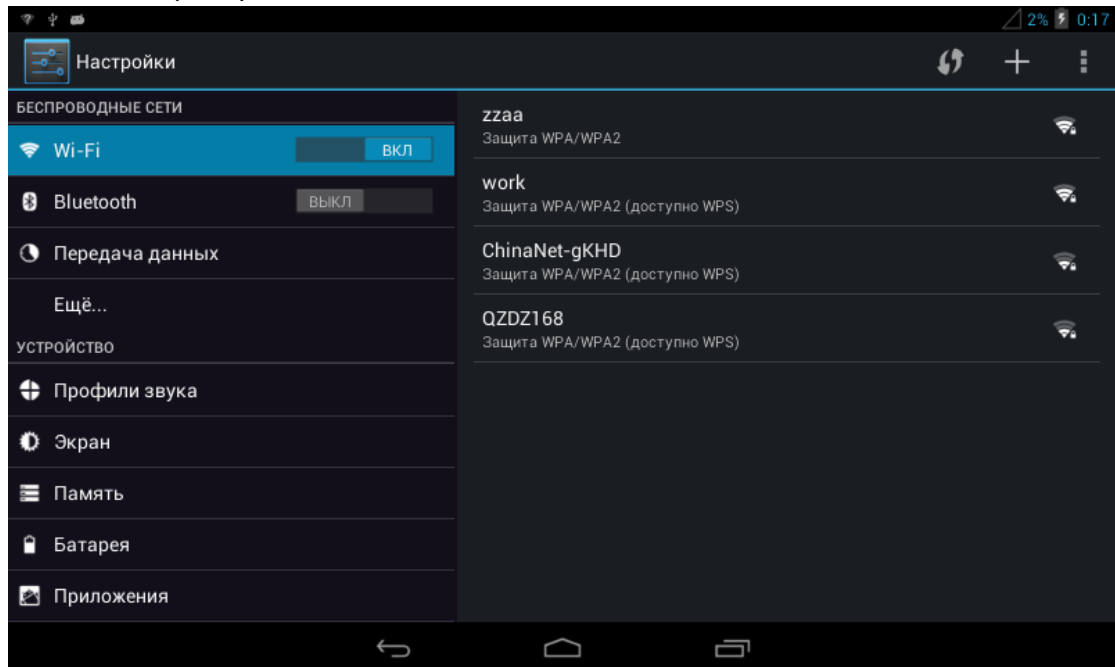 2% 0:17
Настройки
БЕСПРОВОДНЫЕ СЕТИ
Wi-Fi ВКЛ
Bluetooth ВЫКЛ
Передача данных
Ещё...
УСТРОЙСТВО
Профили звука
Экран
Память
Батарея
Приложения
zzaa
Защита WPA/WPA2
work
Защита WPA/WPA2 (доступно WPS)
ChinaNet-gKHD
Защита WPA/WPA2 (доступно WPS)
QZDZ168
Защита WPA/WPA2 (доступно WPS)